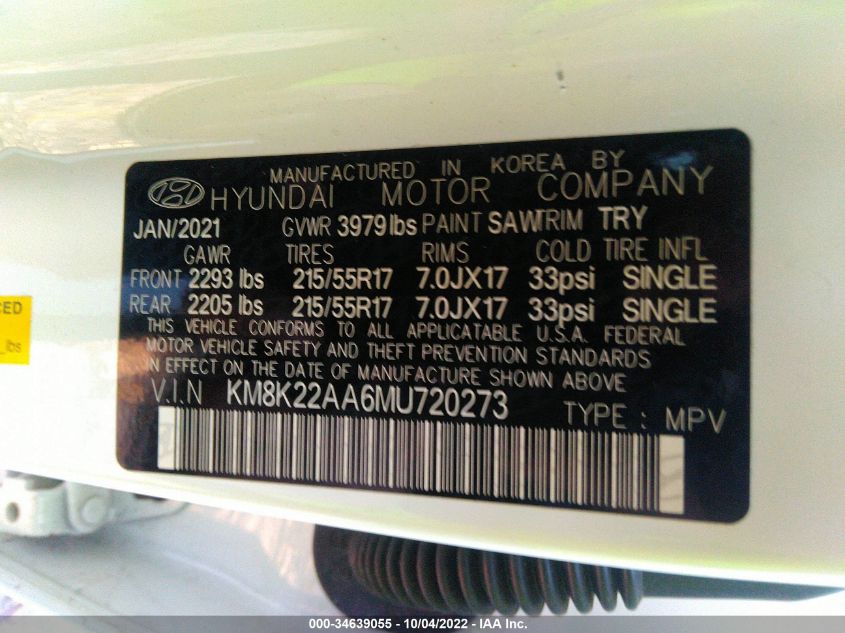 MANUFACTURED IN KOREA BY
HYUNDAI MOTOR COMPANY
JAN/2021 GVWR 3979 lbs PAINT SAW TRIM TRY
GAWR TIRES RIMS COLD TIRE INFL
FRONT 2293 lbs 215/55R17 7.0JX17 33psi SINGLE
REAR 2205 lbs 215/55R17 7.0JX17 33psi SINGLE
THIS VEHICLE CONFORMS TO ALL APPLICATABLE U.S.A. FEDERAL
MOTOR VEHICLE SAFETY AND THEFT PREVENTION STANDARDS
IN EFFECT ON THE DATE OF MANUFACTURE SHOWN ABOVE
V.I.N KM8K22AA6MU720273 TYPE : MPV
lbs
000-34639055 - 10/04/2022 - IAA Inc.